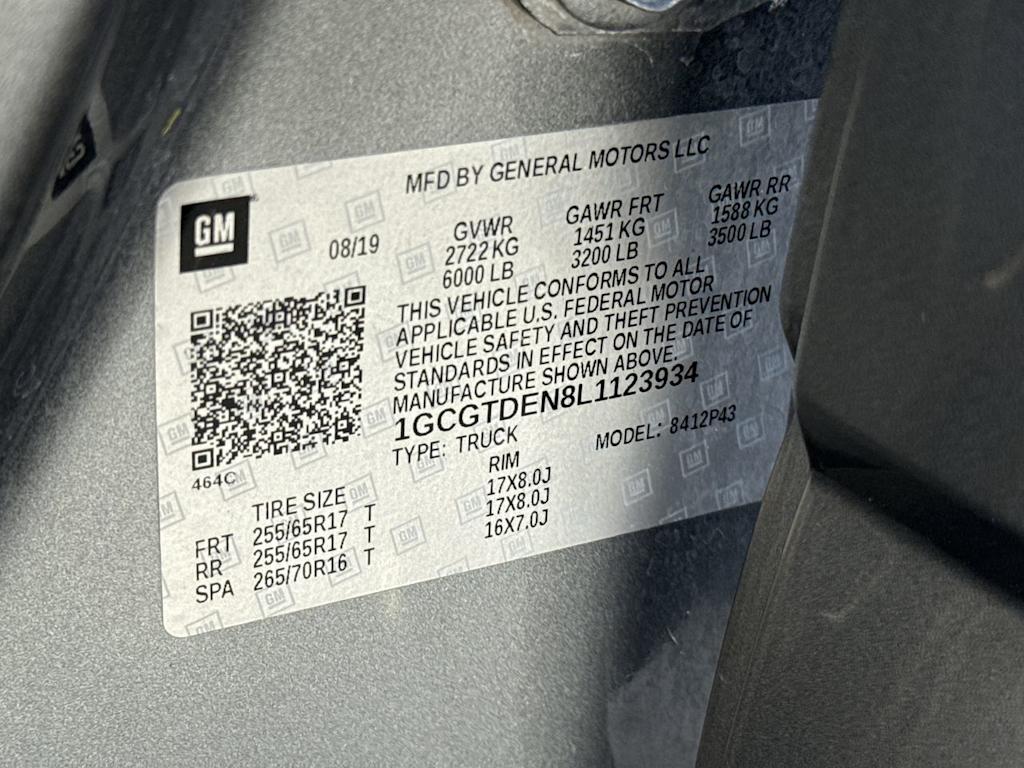 MFD BY GENERAL MOTORS LLC
GM
08/19
GVWR
2722 KG
6000 LB
GAWR FRT
1451 KG
3200 LB
GAWR RR
1588 KG
3500 LB
THIS VEHICLE CONFORMS TO ALL
APPLICABLE U.S. FEDERAL MOTOR
VEHICLE SAFETY AND THEFT PREVENTION
STANDARDS IN EFFECT ON THE DATE OF
MANUFACTURE SHOWN ABOVE.
1GCGTDEN8L1123934
TYPE: TRUCK
MODEL: 8412P43
464C
TIRE SIZE
RIM
FRT 255/65R17 T 17X8.0J
RR 255/65R17 T 17X8.0J
SPA 265/70R16 T 16X7.0J